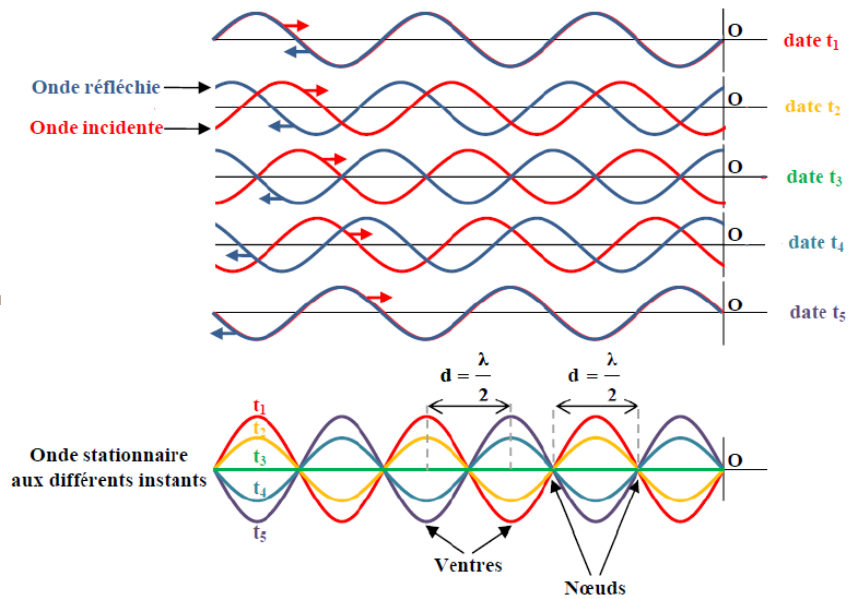 O
date t₁
Onde réfléchie
O
date t₂
Onde incidente
O
date t₃
O
date t₄
O
date t₅
d = λ/2
d = λ/2
t₁
t₂
t₃
t₄
t₅
Onde stationnaire
aux différents instants
O
Ventres
Nœuds